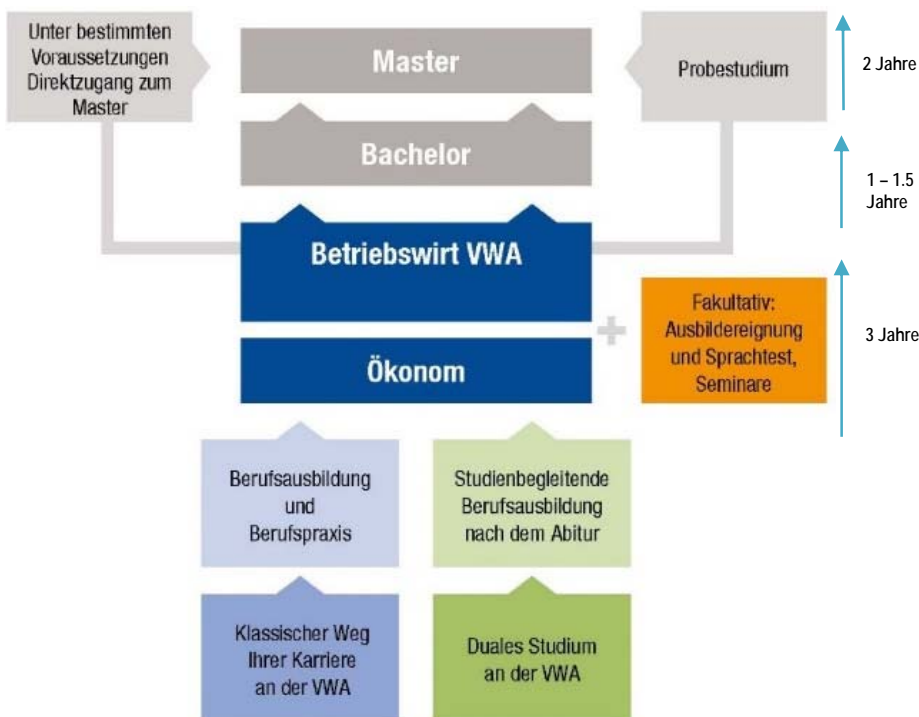 Unter bestimmten
Voraussetzungen
Direktzugang zum
Master
Master
Probestudium
2 Jahre
Bachelor
1 – 1.5
Jahre
Betriebswirt VWA
Fakultativ:
Ausbildereignung
und Sprachtest,
Seminare
3 Jahre
Ökonom
Berufsausbildung
und
Berufspraxis
Studienbegleitende
Berufsausbildung
nach dem Abitur
Klassischer Weg
Ihrer Karriere
an der VWA
Duales Studium
an der VWA